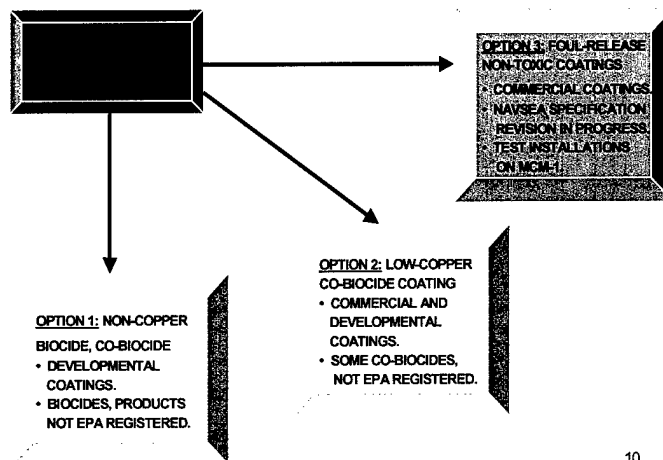 OPTION 3: FOUL-RELEASE
NON-TOXIC COATINGS
• COMMERCIAL COATINGS.
• NAVSEA SPECIFICATION
REVISION IN PROGRESS.
• TEST INSTALLATIONS
ON MCM-1
OPTION 2: LOW-COPPER
CO-BIOCIDE COATING
• COMMERCIAL AND
DEVELOPMENTAL
COATINGS.
• SOME CO-BIOCIDES,
NOT EPA REGISTERED.
OPTION 1: NON-COPPER
BIOCIDE, CO-BIOCIDE
• DEVELOPMENTAL
COATINGS.
• BIOCIDES, PRODUCTS
NOT EPA REGISTERED.
10